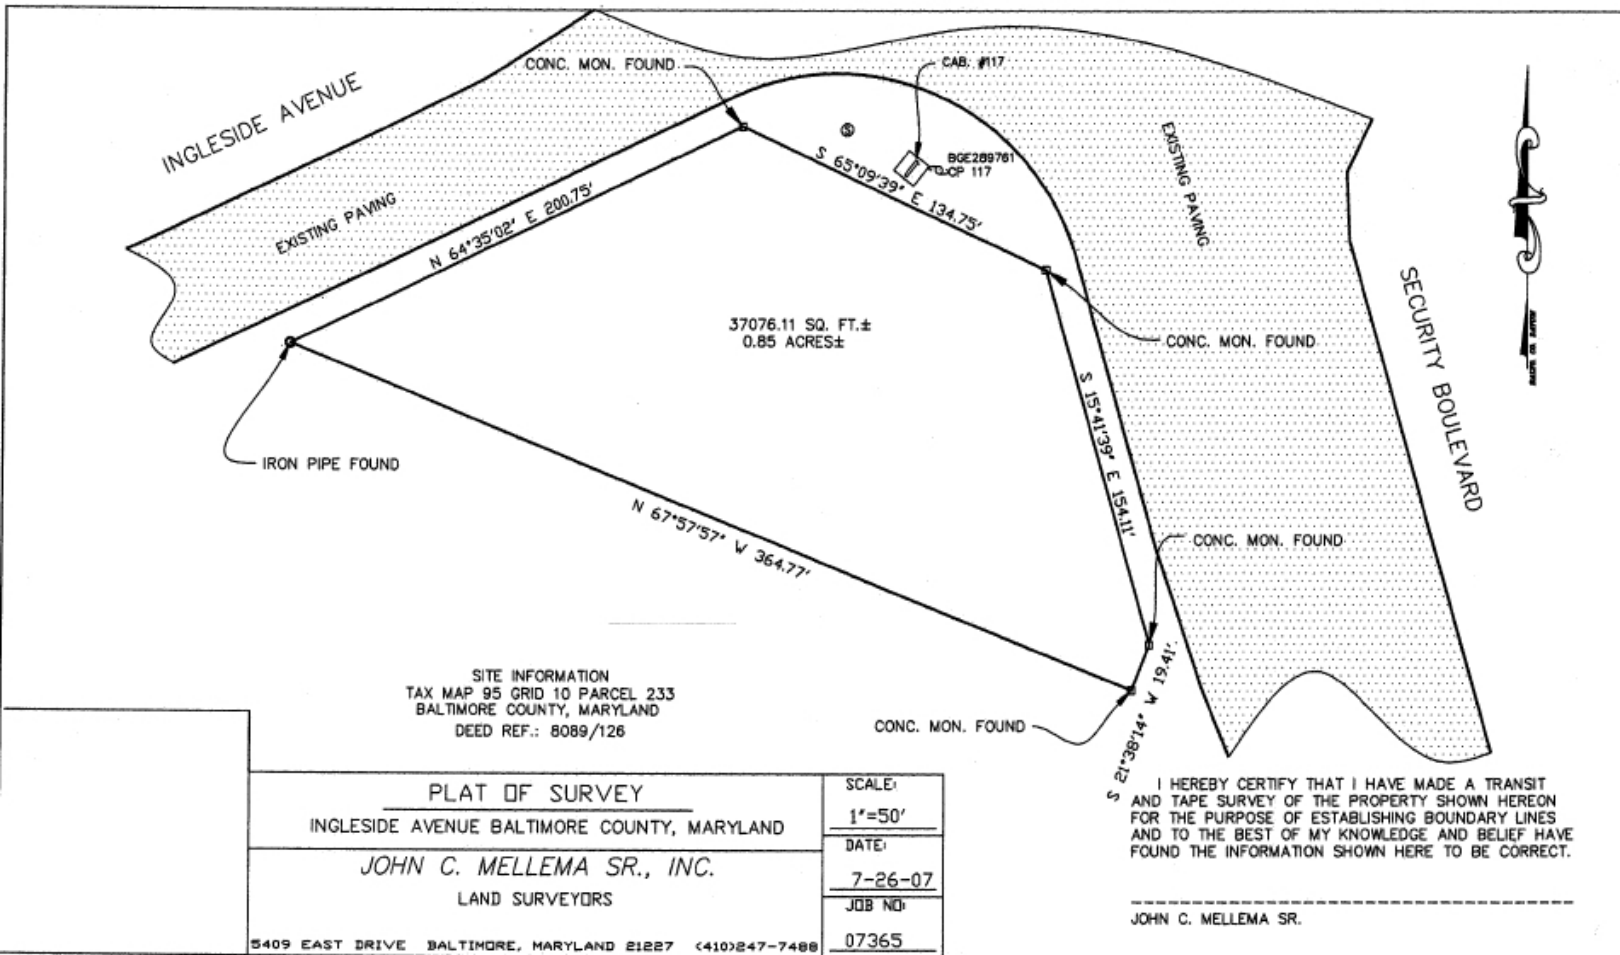 INGLESIDE AVENUE
EXISTING PAVING
CONC. MON. FOUND
CAB. #117
BGE289761
CP 117
S
EXISTING PAVING
N 64°35'02" E 200.75'
S 65°09'39" E 134.75'
37076.11 SQ. FT.±
0.85 ACRES±
CONC. MON. FOUND
SECURITY BOULEVARD
S 15°41'39" E 154.11'
IRON PIPE FOUND
N 67°57'57" W 364.77'
CONC. MON. FOUND
S 21°38'14" W 19.41'
CONC. MON. FOUND
SITE INFORMATION
TAX MAP 95 GRID 10 PARCEL 233
BALTIMORE COUNTY, MARYLAND
DEED REF.: 8089/126
PLAT OF SURVEY
INGLESIDE AVENUE BALTIMORE COUNTY, MARYLAND
JOHN C. MELLEMA SR., INC.
LAND SURVEYORS
5409 EAST DRIVE BALTIMORE, MARYLAND 21227 (410)247-7488
SCALE:
1"=50'
DATE:
7-26-07
JOB NO:
07365
I HEREBY CERTIFY THAT I HAVE MADE A TRANSIT
AND TAPE SURVEY OF THE PROPERTY SHOWN HEREON
FOR THE PURPOSE OF ESTABLISHING BOUNDARY LINES
AND TO THE BEST OF MY KNOWLEDGE AND BELIEF HAVE
FOUND THE INFORMATION SHOWN HERE TO BE CORRECT.
JOHN C. MELLEMA SR.